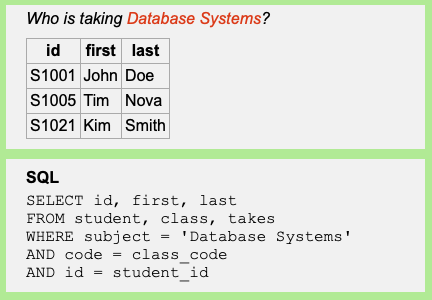 Who is taking Database Systems?
id first last
S1001 John Doe
S1005 Tim Nova
S1021 Kim Smith
SQL
SELECT id, first, last
FROM student, class, takes
WHERE subject = 'Database Systems'
AND code = class_code
AND id = student_id